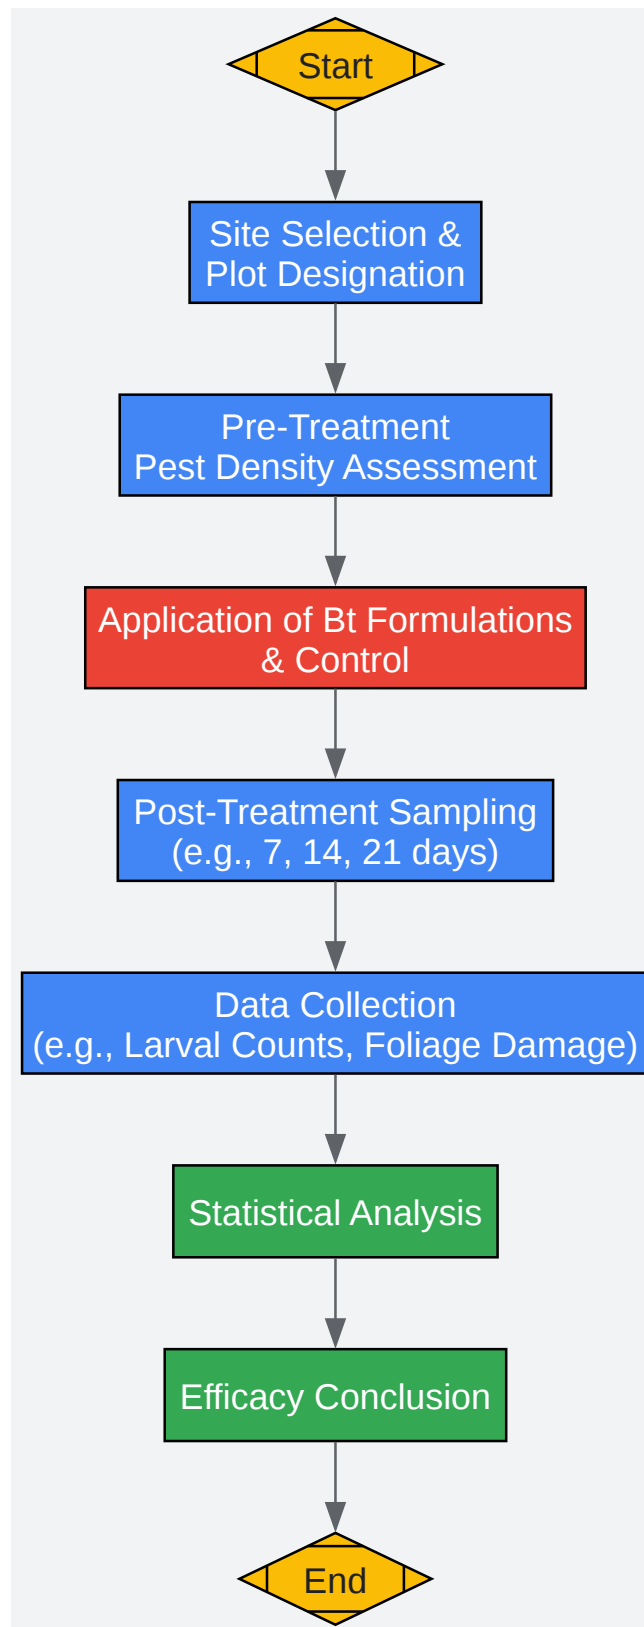 Start
Site Selection &
Plot Designation
Pre-Treatment
Pest Density Assessment
Application of Bt Formulations
& Control
Post-Treatment Sampling
(e.g., 7, 14, 21 days)
Data Collection
(e.g., Larval Counts, Foliage Damage)
Statistical Analysis
Efficacy Conclusion
End